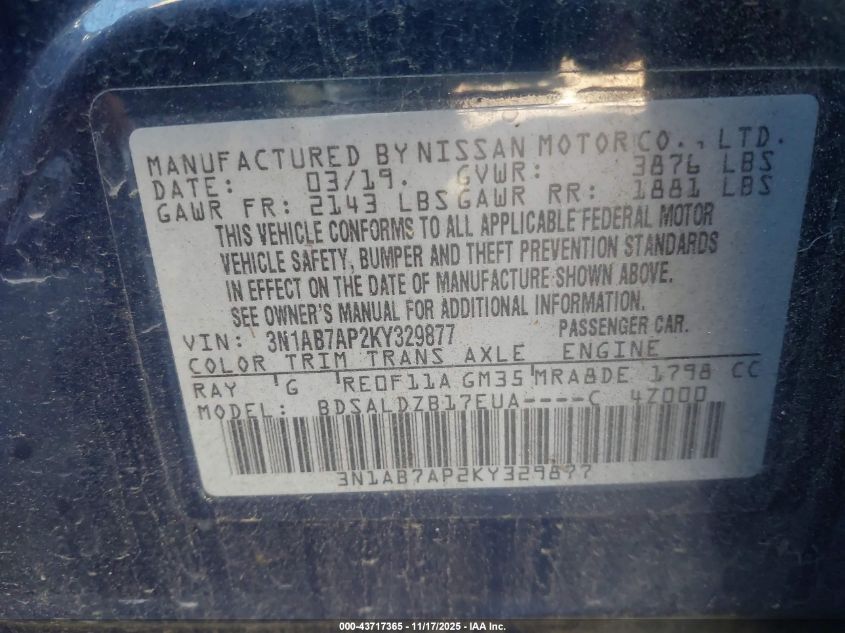 MANUFACTURED BY NISSAN MOTOR CO., LTD.
DATE: 03/19. GVWR: 3876 LBS
GAWR FR: 2143 LBS GAWR RR: 1881 LBS
THIS VEHICLE CONFORMS TO ALL APPLICABLE FEDERAL MOTOR
VEHICLE SAFETY, BUMPER AND THEFT PREVENTION STANDARDS
IN EFFECT ON THE DATE OF MANUFACTURE SHOWN ABOVE.
SEE OWNER'S MANUAL FOR ADDITIONAL INFORMATION.
VIN: 3N1AB7AP2KY329877 PASSENGER CAR.
COLOR TRIM TRANS AXLE ENGINE
RAY G RE0F11A GM35 MRA8DE 1798 CC
MODEL: BDSALDZB17EUA----C 4Z000
3N1AB7AP2KY329877
000-43717365 | 11/17/2025 | IAA Inc.